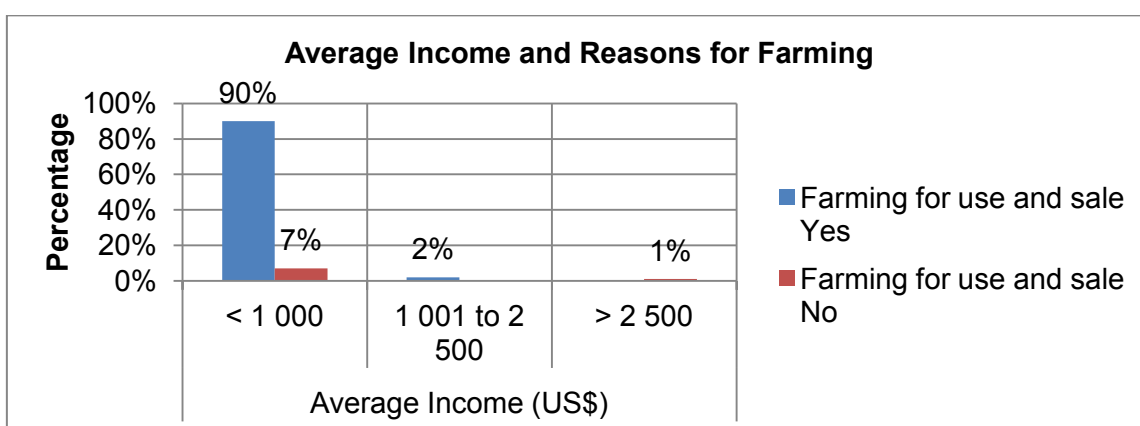 Average Income and Reasons for Farming
Percentage
100%
80%
60%
40%
20%
0%
90%
7%
2%
1%
< 1 000
1 001 to 2
500
> 2 500
Average Income (US$)
Farming for use and sale
Yes
Farming for use and sale
No